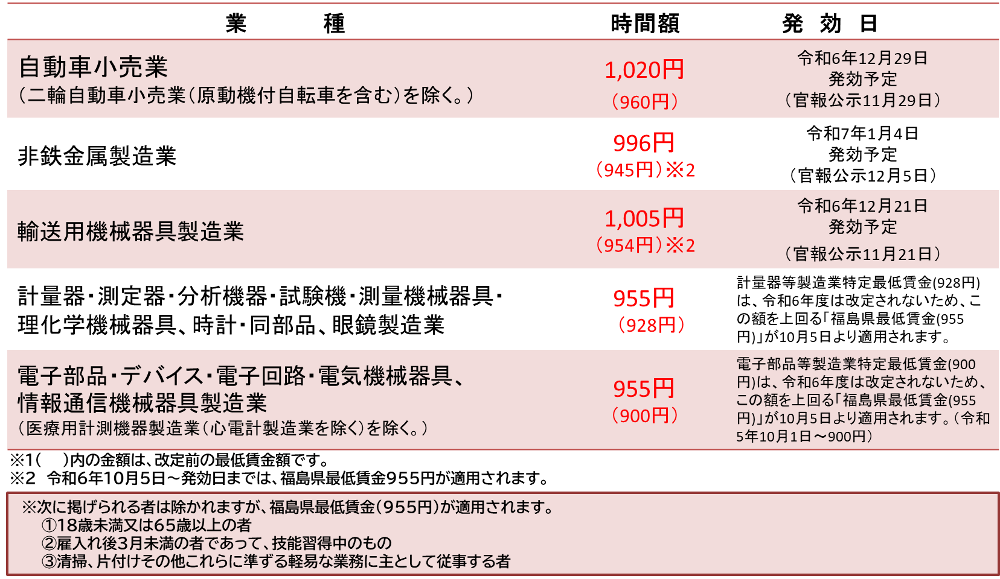 業　種　時間額　発　効　日
自動車小売業
（二輪自動車小売業（原動機付自転車を含む）を除く。）
1,020円
（960円）
令和6年12月29日
発効予定
（官報公示11月29日）
非鉄金属製造業
996円
（945円）※2
令和7年1月4日
発効予定
（官報公示12月5日）
輸送用機械器具製造業
1,005円
（954円）※2
令和6年12月21日
発効予定
（官報公示11月21日）
計量器・測定器・分析機器・試験機・測量機械器具・
理化学機械器具、時計・同部品、眼鏡製造業
955円
（928円）
計量器等製造業特定最低賃金(928円)
は、令和6年度は改定されないため、こ
の額を上回る「福島県最低賃金(955
円)」が10月5日より適用されます。
電子部品・デバイス・電子回路・電気機械器具、
情報通信機械器具製造業
（医療用計測機器製造業（心電計製造業を除く）を除く。）
955円
（900円）
電子部品等製造業特定最低賃金(900
円)は、令和6年度は改定されないため、
この額を上回る「福島県最低賃金(955
円)」が10月5日より適用されます。（令和
5年10月1日～900円）
※1(　)内の金額は、改定前の最低賃金額です。
※2　令和6年10月5日～発効日までは、福島県最低賃金955円が適用されます。
※次に掲げられる者は除かれますが、福島県最低賃金（955円）が適用されます。
①18歳未満又は65歳以上の者
②雇入れ後3月未満の者であって、技能習得中のもの
③清掃、片付けその他これらに準ずる軽易な業務に主として従事する者